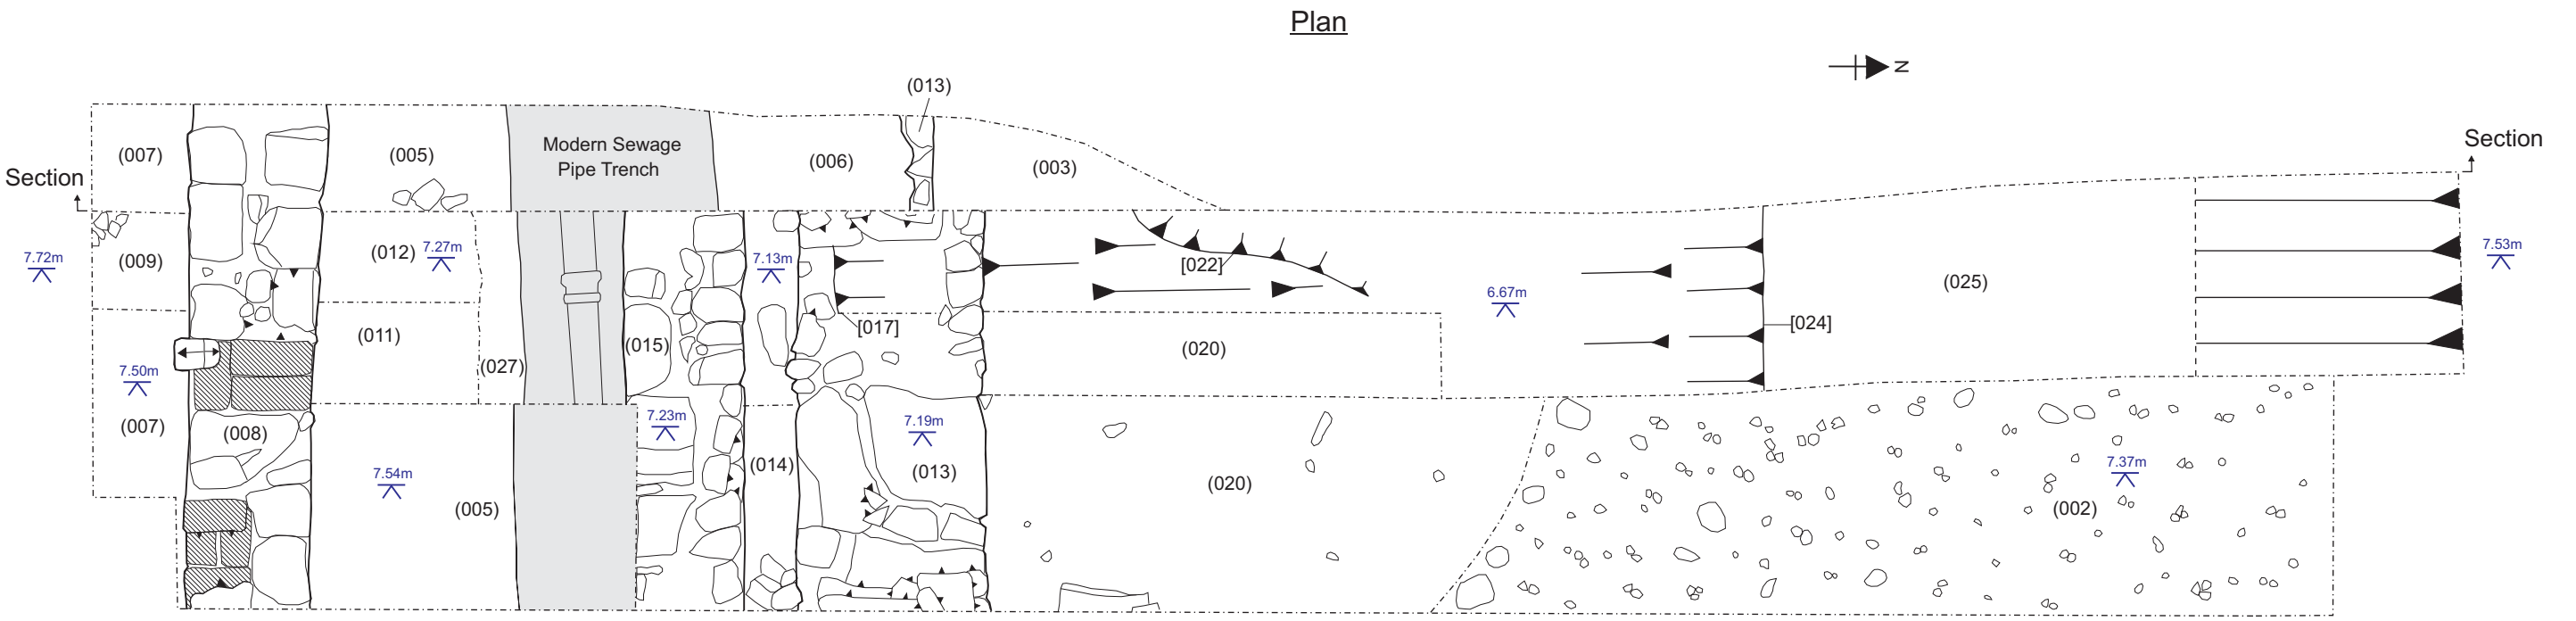 Plan
N
(013)
Section
Section
(007)
(005)
Modern Sewage
Pipe Trench
(006)
(003)
7.72m
(009)
(012)
7.27m
7.13m
[022]
6.67m
(025)
7.53m
[017]
[024]
(011)
(015)
(020)
(027)
7.50m
(007)
(008)
7.23m
7.19m
(014)
(013)
7.54m
(005)
(020)
7.37m
(002)